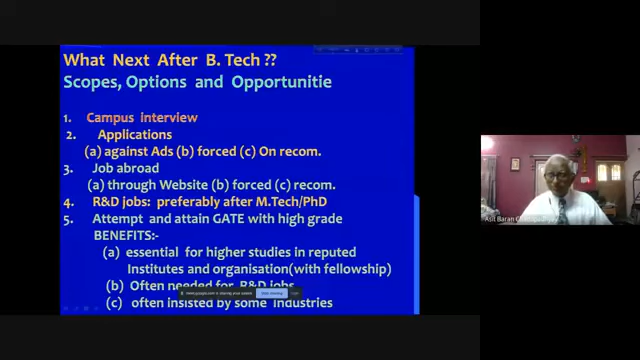 What Next After B. Tech ??
Scopes, Options and Opportunitie
1. Campus interview
2. Applications
(a) against Ads (b) forced (c) On recom.
3. Job abroad
(a) through Website (b) forced (c) recom.
4. R&D jobs: preferably after M.Tech/PhD
5. Attempt and attain GATE with high grade
BENEFITS:-
(a) essential for higher studies in reputed
Institutes and organisation(with fellowship)
(b) Often needed for R&D jobs
(c) often insisted by some Industries
Asit Baran